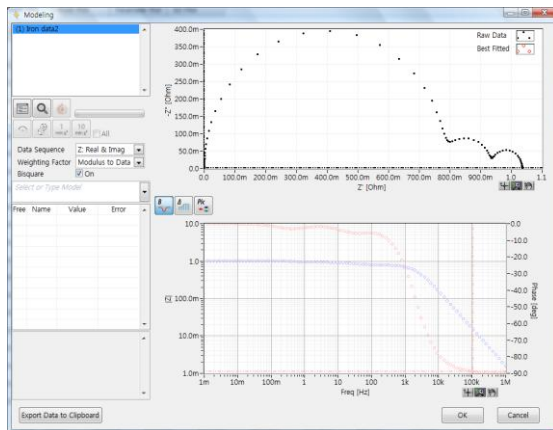 Modeling
(1) Iron data2
1 10
All
Data Sequence Z: Real & Imag
Weighting Factor Modulus to Data
Bisquare On
Select or Type Model
Free Name Value Error
Export Data to Clipboard
400.0m
350.0m
300.0m
250.0m
200.0m
150.0m
100.0m
50.0m
0.0
-Z" [Ohm]
Raw Data
Best Fitted
0.0 100.0m 200.0m 300.0m 400.0m 500.0m 600.0m 700.0m 800.0m 900.0m 1.0 1.1
Z' [Ohm]
10.0
1.0
100.0m
10.0m
1.0m
|Z|
-0.0
-10.0
-20.0
-30.0
-40.0
-50.0
-60.0
-70.0
-80.0
-90.0
Phase [deg]
1m 10m 100m 1 10 100 1k 10k 100k 1M
Freq [Hz]
OK Cancel